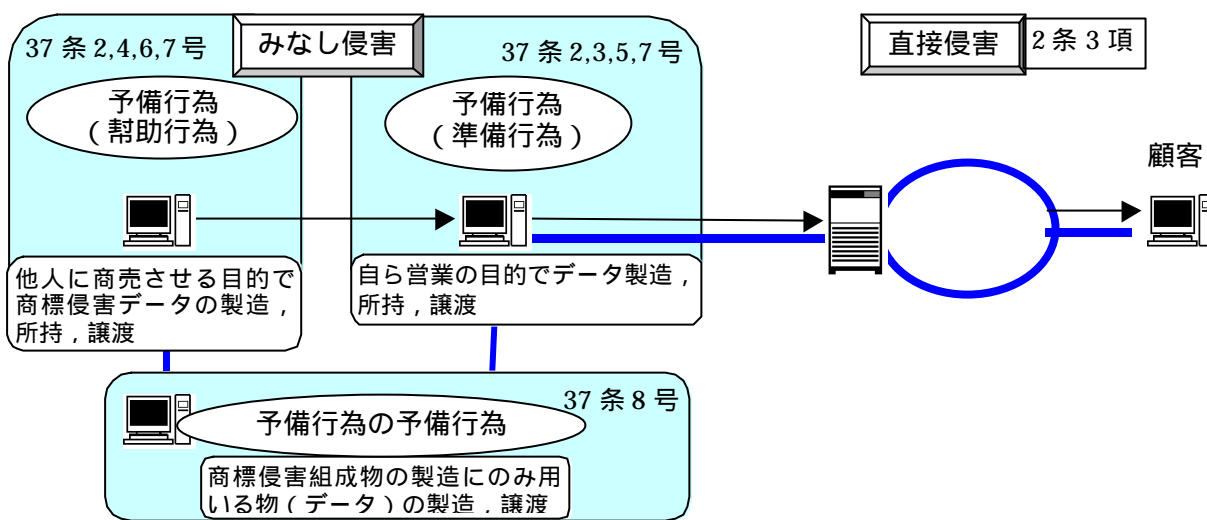 37 条 2,4,6,7 号
みなし侵害
37 条 2,3,5,7 号
直接侵害
2 条 3 項
予備行為
（幇助行為）
予備行為
（準備行為）
顧客
他人に商売させる目的で
商標侵害データの製造，
所持，譲渡
自ら営業の目的でデータ製造，
所持，譲渡
37 条 8 号
予備行為の予備行為
商標侵害組成物の製造にのみ用
いる物（データ）の製造，譲渡